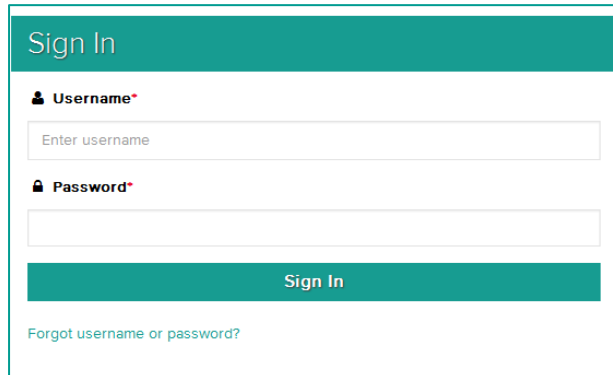 Sign In
Username*
Enter username
Password*
Sign In
Forgot username or password?